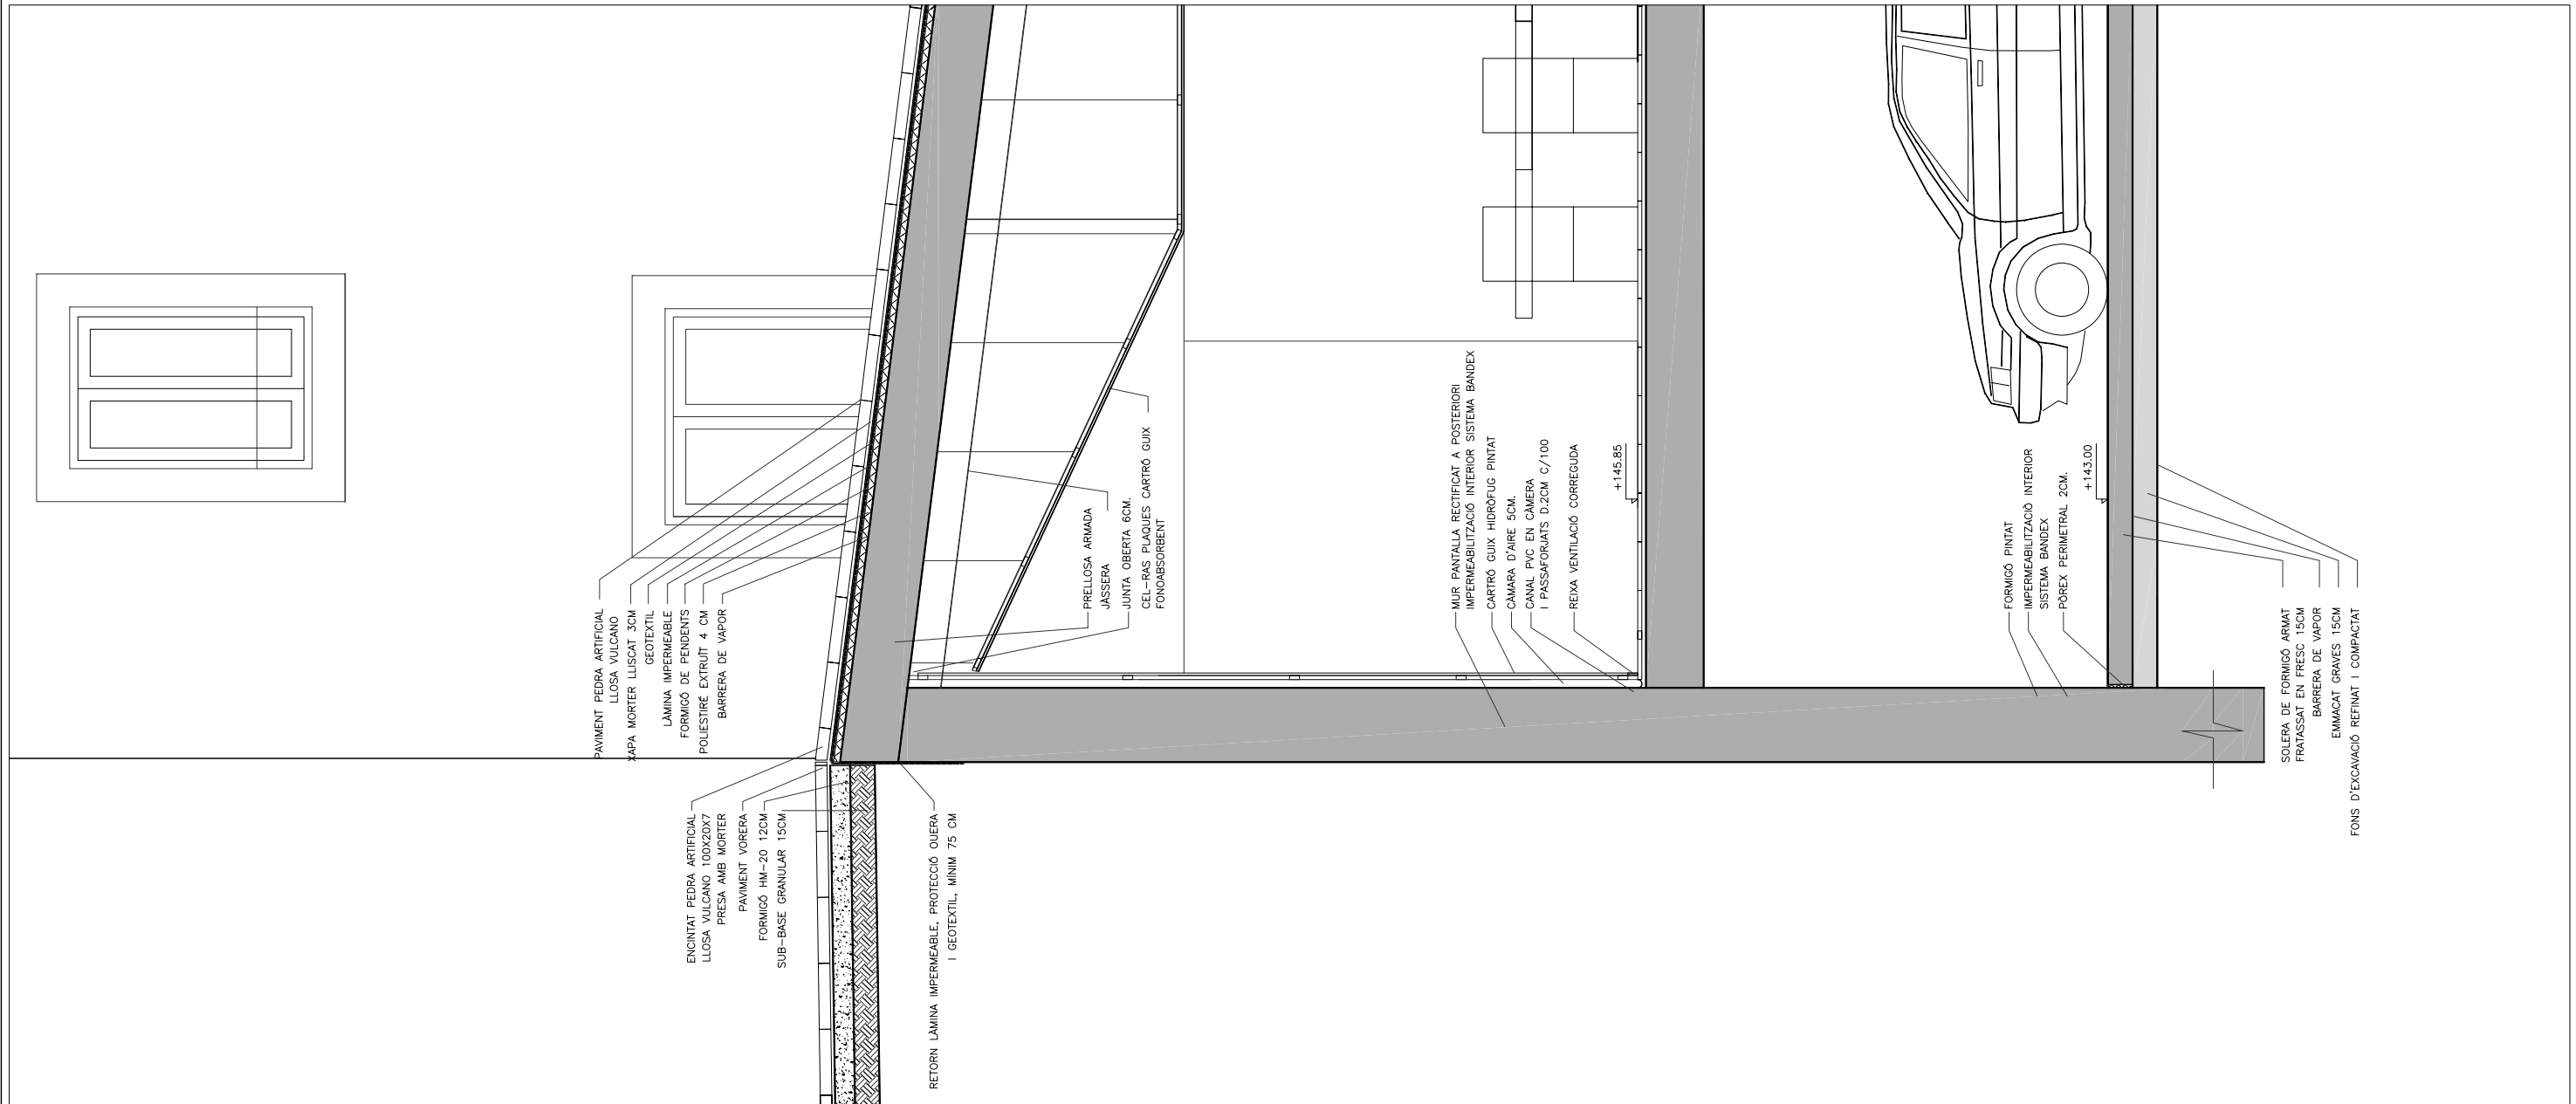 PAVIMENT PEDRA ARTIFICIAL
LLOSA VULCANO
XAPA MORTER LLISCAT 3CM
GEOTEXTIL
LÀMINA IMPERMEABLE
FORMIGÓ DE PENDENTS
POLIESTIRÉ EXTRUÏT 4 CM
BARRERA DE VAPOR
ENCINTAT PEDRA ARTIFICIAL
LLOSA VULCANO 100X20X7
PRESA AMB MORTER
PAVIMENT VORERA
FORMIGÓ HM-20 12CM
SUB-BASE GRANULAR 15CM
RETORN LÀMINA IMPERMEABLE, PROTECCIÓ OUERA
I GEOTEXTIL, MÍNIM 75 CM
PRELLOSA ARMADA
JÀSSERA
JUNTA OBERTA 6CM.
CEL-RAS PLAQUES CARTRÓ GUIX
FONOABSORBENT
MUR PANTALLA RECTIFICAT A POSTERIORI
IMPERMEABILITZACIÓ INTERIOR SISTEMA BANDEX
CARTRÓ GUIX HIDRÒFUG PINTAT
CÀMARA D'AIRE 5CM.
CANAL PVC EN CÀMERA
I PASSAFORJATS D.2CM C/100
REIXA VENTILACIÓ CORREGUDA
+145.85
FORMIGÓ PINTAT
IMPERMEABILITZACIÓ INTERIOR
SISTEMA BANDEX
PÒREX PERIMETRAL 2CM.
+143.00
SOLERA DE FORMIGÓ ARMAT
FRATASSAT EN FRESC 15CM
BARRERA DE VAPOR
EMMACAT GRAVES 15CM
FONS D'EXCAVACIÓ REFINAT I COMPACTAT